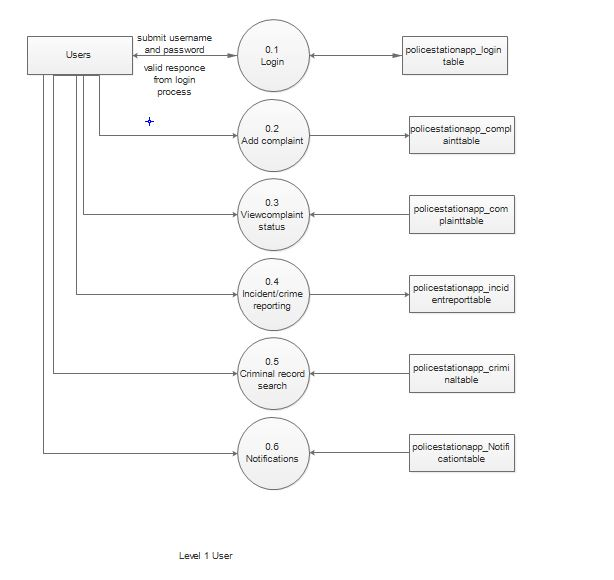 submit username
and password
Users
valid responce
from login
process
0.1
Login
policestationapp_login
table
0.2
Add complaint
policestationapp_compl
ainttable
0.3
Viewcomplaint
status
policestationapp_com
plainttable
0.4
Incident/crime
reporting
policestationapp_incid
entreporttable
0.5
Criminal record
search
policestationapp_crimi
naltable
0.6
Notifications
policestationapp_Notifi
cationtable
Level 1 User